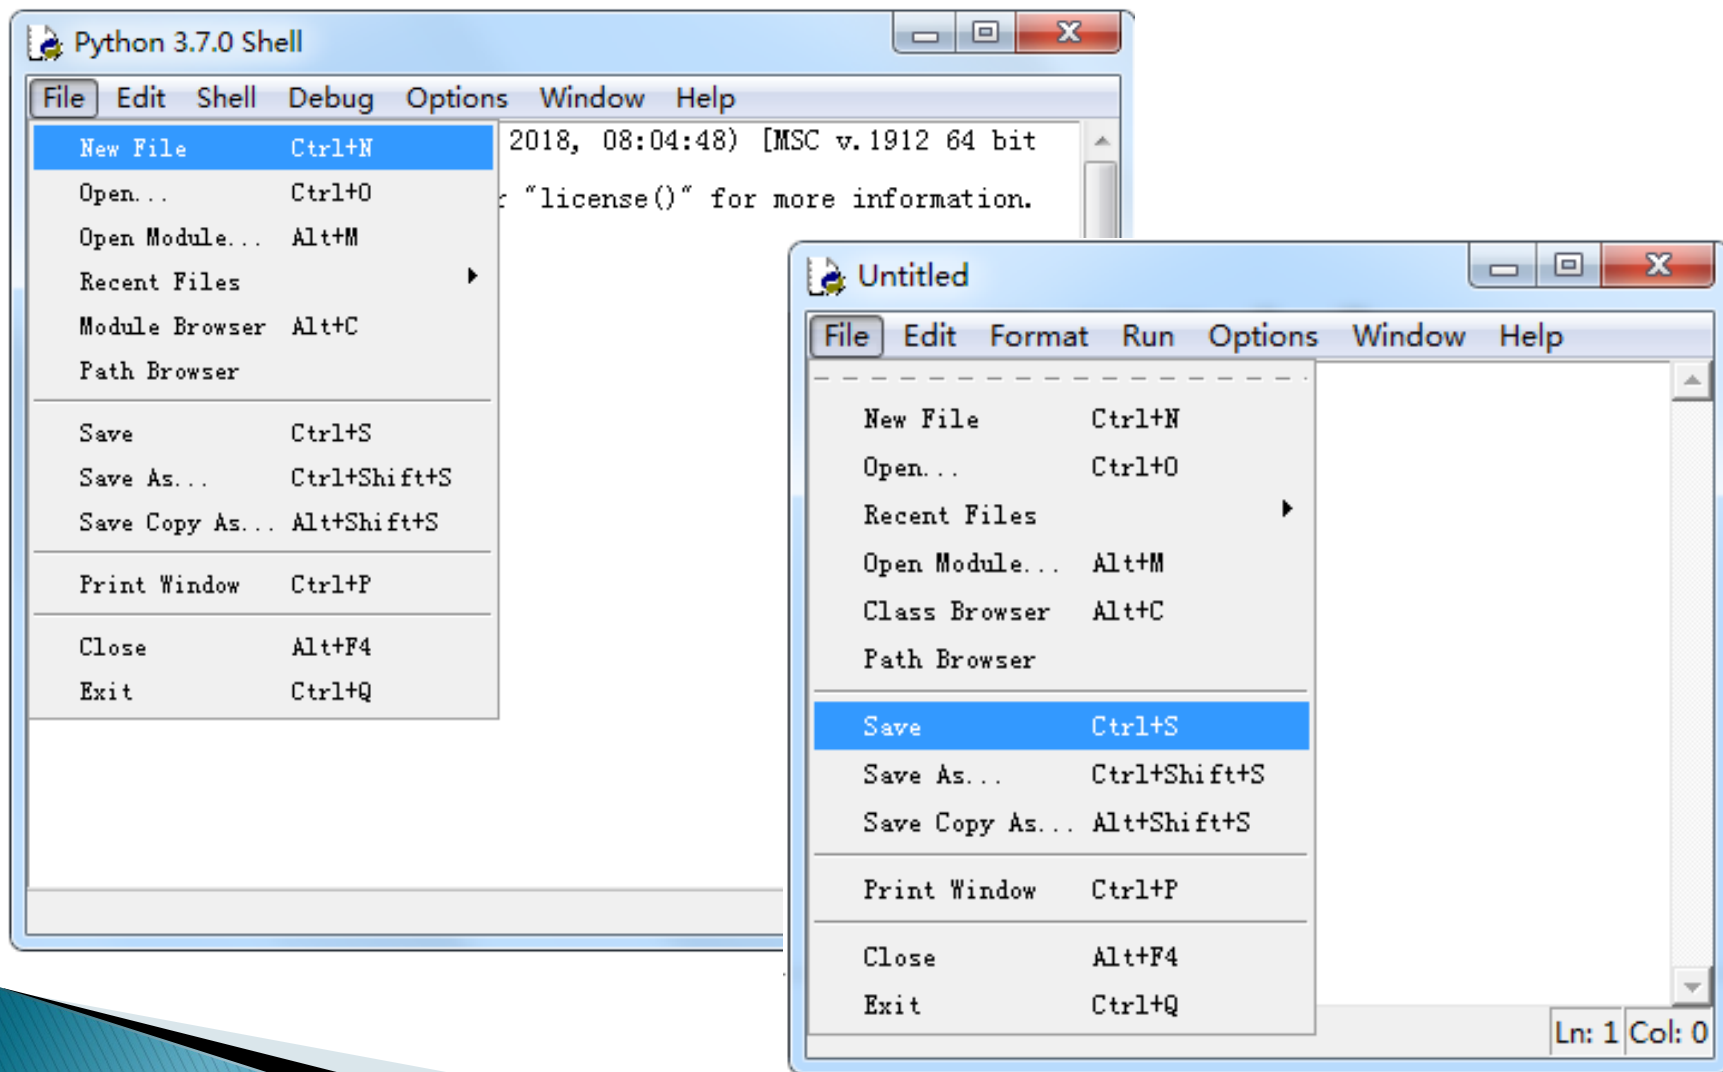 Python 3.7.0 Shell
File Edit Shell Debug Options Window Help
2018, 08:04:48) [MSC v.1912 64 bit
"license()" for more information.
New File Ctrl+N
Open... Ctrl+O
Open Module... Alt+M
Recent Files
Module Browser Alt+C
Path Browser
Save Ctrl+S
Save As... Ctrl+Shift+S
Save Copy As... Alt+Shift+S
Print Window Ctrl+P
Close Alt+F4
Exit Ctrl+Q
Untitled
File Edit Format Run Options Window Help
New File Ctrl+N
Open... Ctrl+O
Recent Files
Open Module... Alt+M
Class Browser Alt+C
Path Browser
Save Ctrl+S
Save As... Ctrl+Shift+S
Save Copy As... Alt+Shift+S
Print Window Ctrl+P
Close Alt+F4
Exit Ctrl+Q
Ln: 1 Col: 0